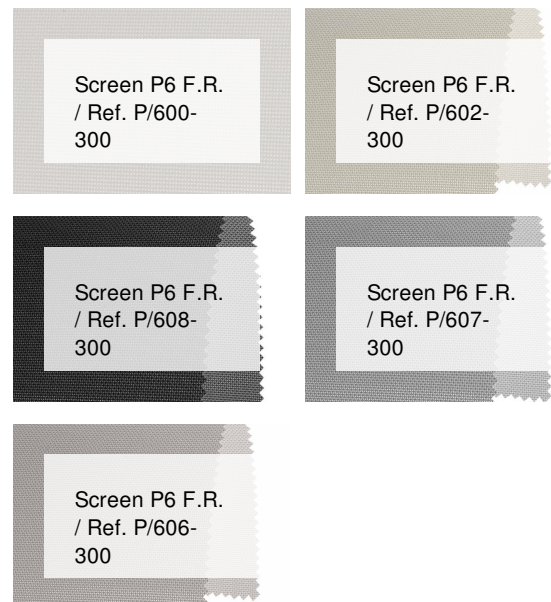 Screen P6 F.R.
/ Ref. P/600-
300
Screen P6 F.R.
/ Ref. P/602-
300
Screen P6 F.R.
/ Ref. P/608-
300
Screen P6 F.R.
/ Ref. P/607-
300
Screen P6 F.R.
/ Ref. P/606-
300